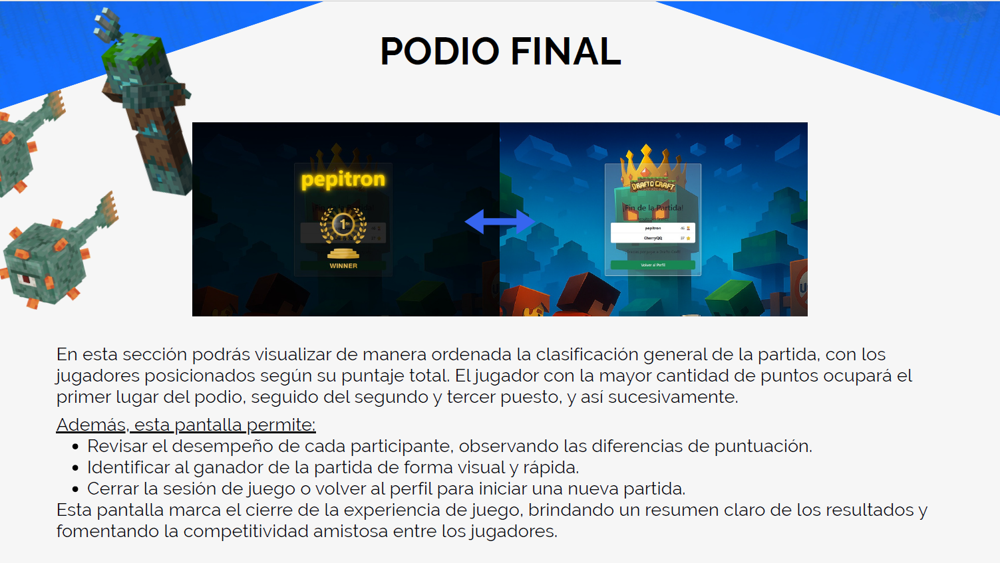 PODIO FINAL
pepitron
1St
WINNER
DRAFTO CRAFT
¡Fin de la Partida!
pepitron 46
CherryQQ 37
Volver al Perfil
En esta sección podrás visualizar de manera ordenada la clasificación general de la partida, con los
jugadores posicionados según su puntaje total. El jugador con la mayor cantidad de puntos ocupará el
primer lugar del podio, seguido del segundo y tercer puesto, y así sucesivamente.
Además, esta pantalla permite:
• Revisar el desempeño de cada participante, observando las diferencias de puntuación.
• Identificar al ganador de la partida de forma visual y rápida.
• Cerrar la sesión de juego o volver al perfil para iniciar una nueva partida.
Esta pantalla marca el cierre de la experiencia de juego, brindando un resumen claro de los resultados y
fomentando la competitividad amistosa entre los jugadores.